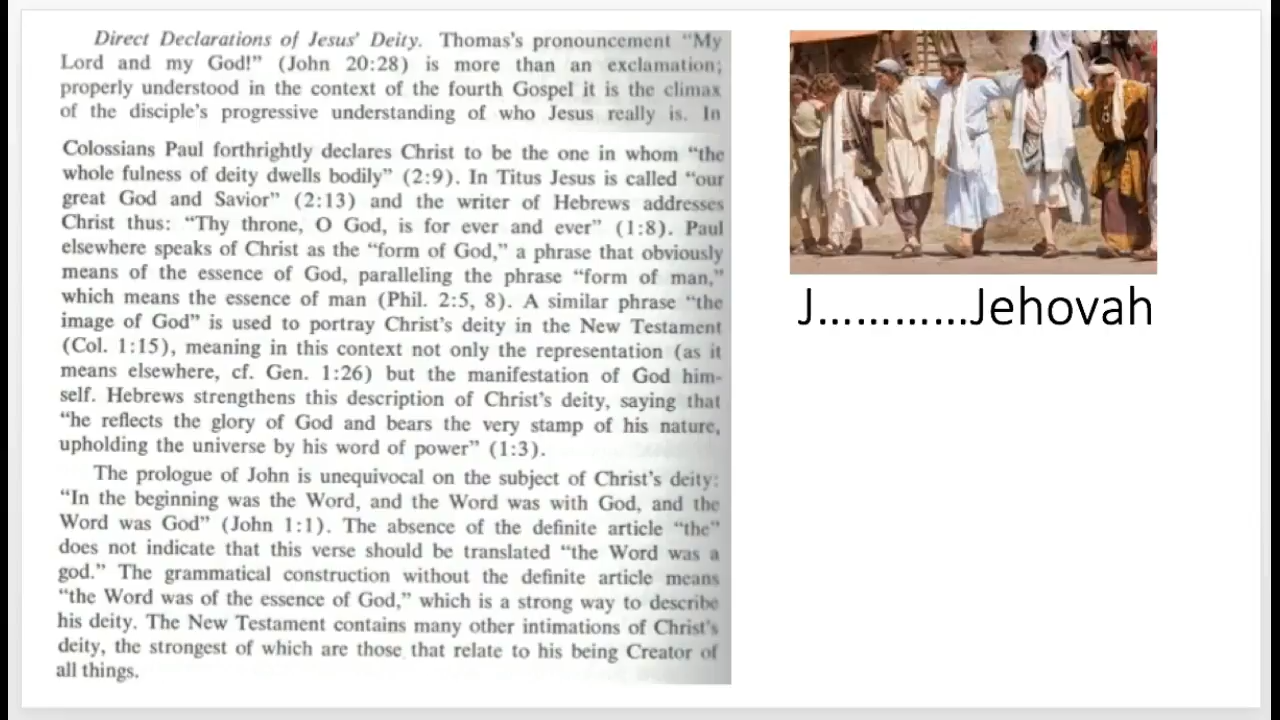 Direct Declarations of Jesus' Deity. Thomas's pronouncement “My
Lord and my God!” (John 20:28) is more than an exclamation;
properly understood in the context of the fourth Gospel it is the climax
of the disciple's progressive understanding of who Jesus really is. In
Colossians Paul forthrightly declares Christ to be the one in whom “the
whole fulness of deity dwells bodily” (2:9). In Titus Jesus is called “our
great God and Savior” (2:13) and the writer of Hebrews addresses
Christ thus: “Thy throne, O God, is for ever and ever” (1:8). Paul
elsewhere speaks of Christ as the “form of God,” a phrase that obviously
means of the essence of God, paralleling the phrase “form of man,”
which means the essence of man (Phil. 2:5, 8). A similar phrase “the
image of God” is used to portray Christ's deity in the New Testament
(Col. 1:15), meaning in this context not only the representation (as it
means elsewhere, cf. Gen. 1:26) but the manifestation of God him-
self. Hebrews strengthens this description of Christ's deity, saying that
“he reflects the glory of God and bears the very stamp of his nature,
upholding the universe by his word of power” (1:3).
The prologue of John is unequivocal on the subject of Christ's deity:
“In the beginning was the Word, and the Word was with God, and the
Word was God” (John 1:1). The absence of the definite article “the”
does not indicate that this verse should be translated “the Word was a
god.” The grammatical construction without the definite article means
“the Word was of the essence of God,” which is a strong way to describe
his deity. The New Testament contains many other intimations of Christ's
deity, the strongest of which are those that relate to his being Creator of
all things.
J…………Jehovah